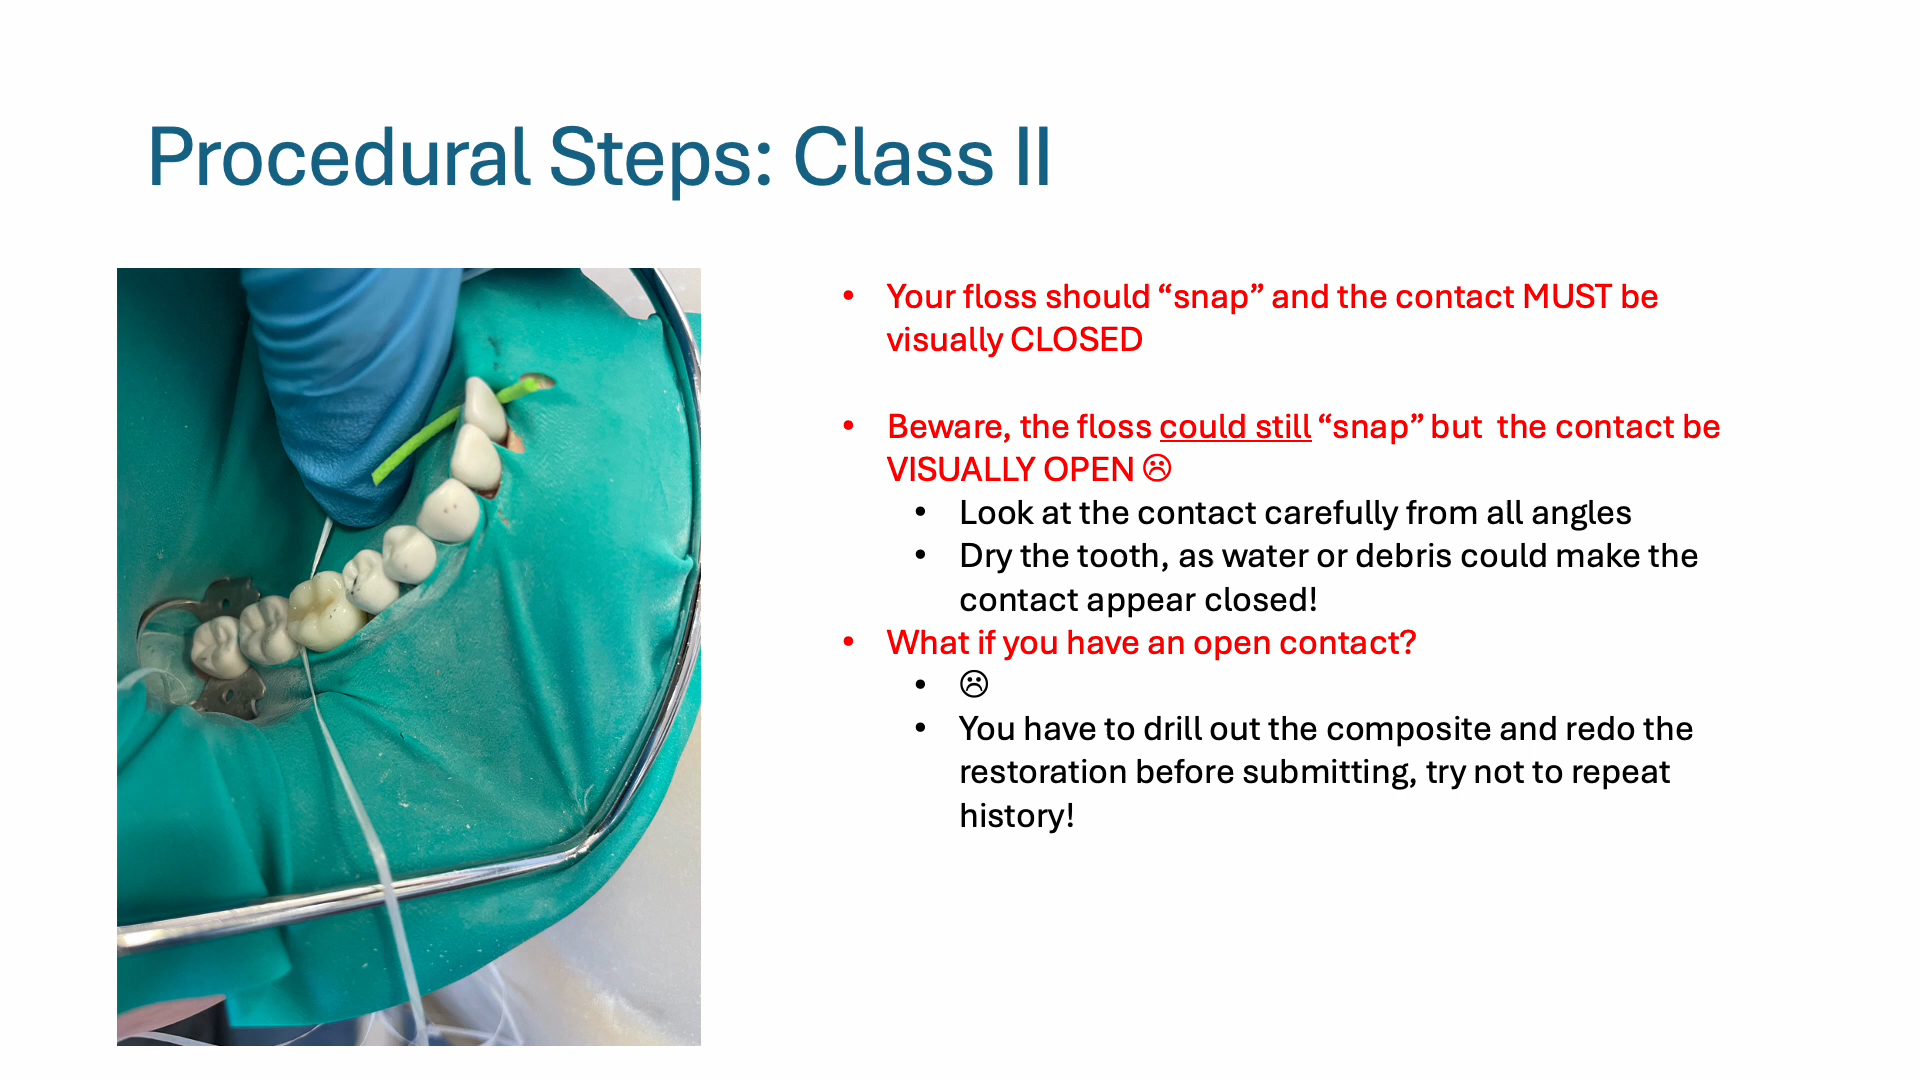 Procedural Steps: Class II
• Your floss should “snap” and the contact MUST be
visually CLOSED
• Beware, the floss could still “snap” but  the contact be
VISUALLY OPEN ☹
• Look at the contact carefully from all angles
• Dry the tooth, as water or debris could make the
contact appear closed!
• What if you have an open contact?
• ☹
• You have to drill out the composite and redo the
restoration before submitting, try not to repeat
history!